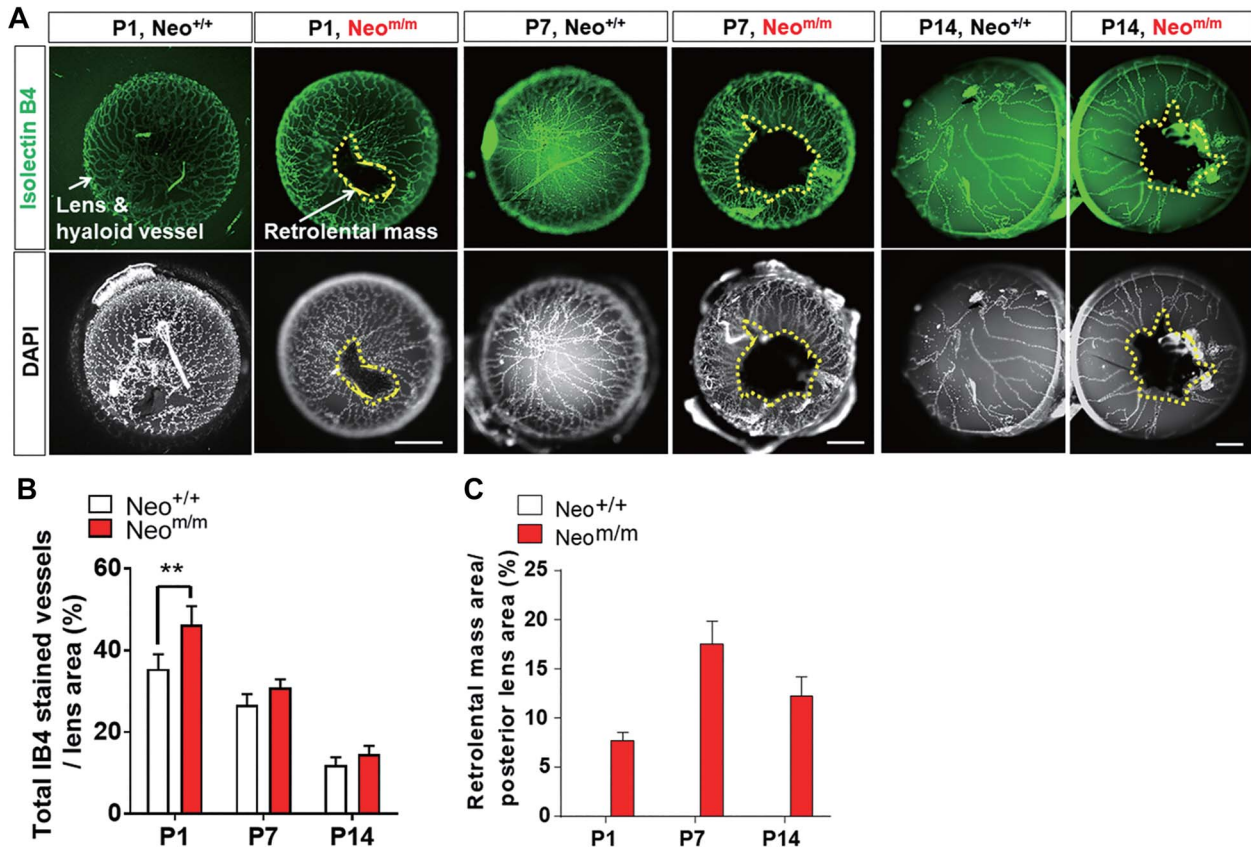 A
P1, Neo+/+
P1, Neom/m
P7, Neo+/+
P7, Neom/m
P14, Neo+/+
P14, Neom/m
Isolectin B4
Lens &
hyaloid vessel
Retrolental mass
DAPI
B
Neo+/+
Neom/m
Total IB4 stained vessels
/ lens area (%)
60
40
20
0
**
P1
P7
P14
C
Neo+/+
Neom/m
Retrolental mass area/
posterior lens area (%)
25
20
15
10
5
0
P1
P7
P14